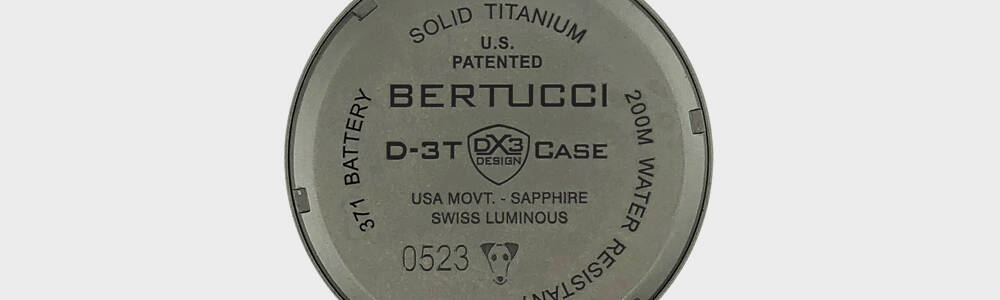 SOLID TITANIUM
U.S.
PATENTED
BERTUCCI
D-3T DX3 DESIGN CASE
USA MOVT. - SAPPHIRE
SWISS LUMINOUS
0523
371 BATTERY
200M WATER RESISTANT